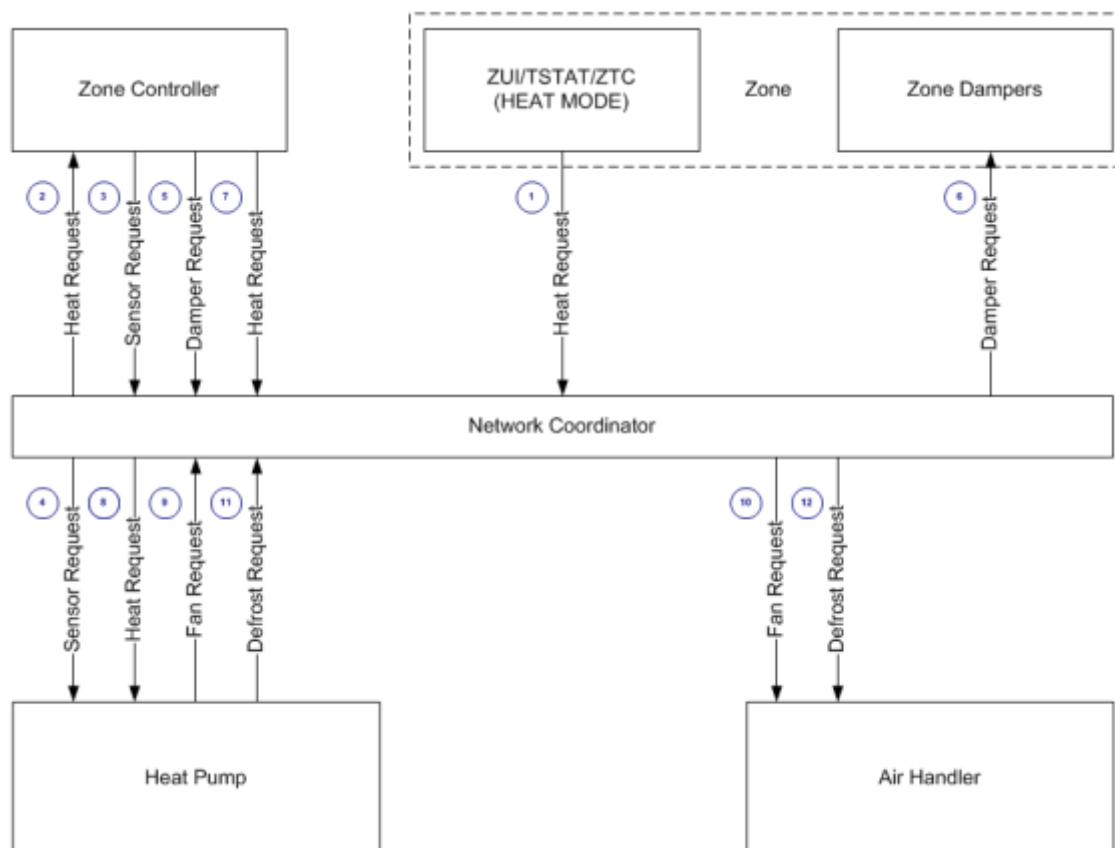 Zone Controller
ZUI/TSTAT/ZTC
(HEAT MODE)
Zone
Zone Dampers
2
3
5
7
1
6
Heat Request
Sensor Request
Damper Request
Heat Request
Heat Request
Damper Request
Network Coordinator
4
8
9
11
10
12
Sensor Request
Heat Request
Fan Request
Defrost Request
Fan Request
Defrost Request
Heat Pump
Air Handler